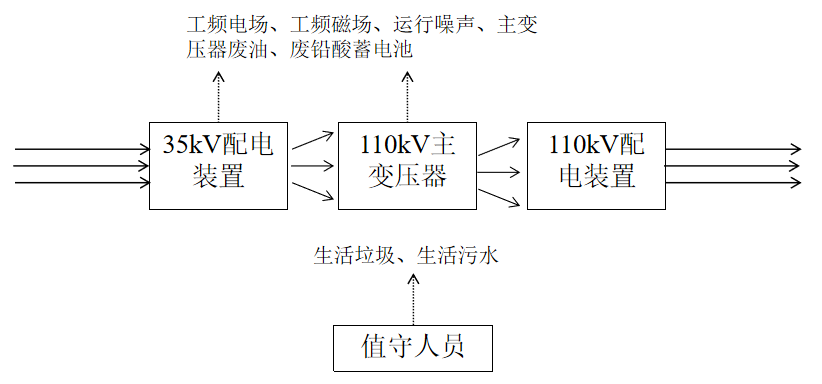 工频电场、工频磁场、运行噪声、主变
压器废油、废铅酸蓄电池
35kV配电
装置
110kV主
变压器
110kV配
电装置
生活垃圾、生活污水
值守人员